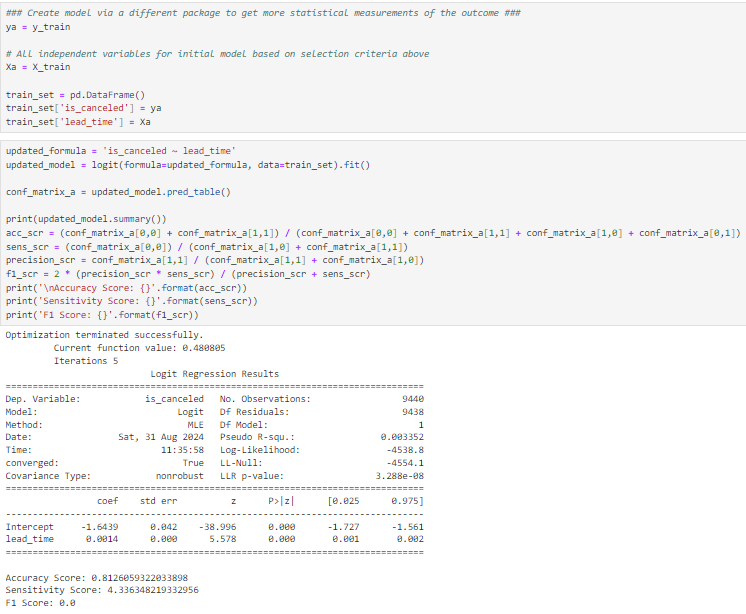 ### Create model via a different package to get more statistical measurements of the outcome ###
ya = y_train
# All independent variables for initial model based on selection criteria above
Xa = X_train
train_set = pd.DataFrame()
train_set['is_canceled'] = ya
train_set['lead_time'] = Xa
updated_formula = 'is_canceled ~ lead_time'
updated_model = logit(formula=updated_formula, data=train_set).fit()
conf_matrix_a = updated_model.pred_table()
print(updated_model.summary())
acc_scr = (conf_matrix_a[0,0] + conf_matrix_a[1,1]) / (conf_matrix_a[0,0] + conf_matrix_a[1,1] + conf_matrix_a[1,0] + conf_matrix_a[0,1])
sens_scr = (conf_matrix_a[0,0]) / (conf_matrix_a[1,0] + conf_matrix_a[1,1])
precision_scr = conf_matrix_a[1,1] / (conf_matrix_a[1,1] + conf_matrix_a[1,0])
f1_scr = 2 * (precision_scr * sens_scr) / (precision_scr + sens_scr)
print('\nAccuracy Score: {}'.format(acc_scr))
print('Sensitivity Score: {}'.format(sens_scr))
print('F1 Score: {}'.format(f1_scr))
Optimization terminated successfully.
         Current function value: 0.480805
         Iterations 5
                           Logit Regression Results
==============================================================================
Dep. Variable:            is_canceled   No. Observations:                 9440
Model:                          Logit   Df Residuals:                     9438
Method:                           MLE   Df Model:                            1
Date:                Sat, 31 Aug 2024   Pseudo R-squ.:                0.003352
Time:                        11:35:58   Log-Likelihood:                -4538.8
converged:                       True   LL-Null:                       -4554.1
Covariance Type:            nonrobust   LLR p-value:                 3.288e-08
==============================================================================
                 coef    std err          z      P>|z|      [0.025      0.975]
------------------------------------------------------------------------------
Intercept     -1.6439      0.042    -38.996      0.000      -1.727      -1.561
lead_time      0.0014      0.000      5.578      0.000       0.001       0.002
==============================================================================
Accuracy Score: 0.8126059322033898
Sensitivity Score: 4.336348219332956
F1 Score: 0.0